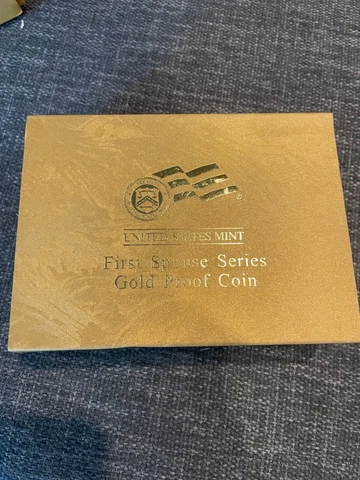 UNITED STATES MINT
First Spouse Series
Gold Proof Coin